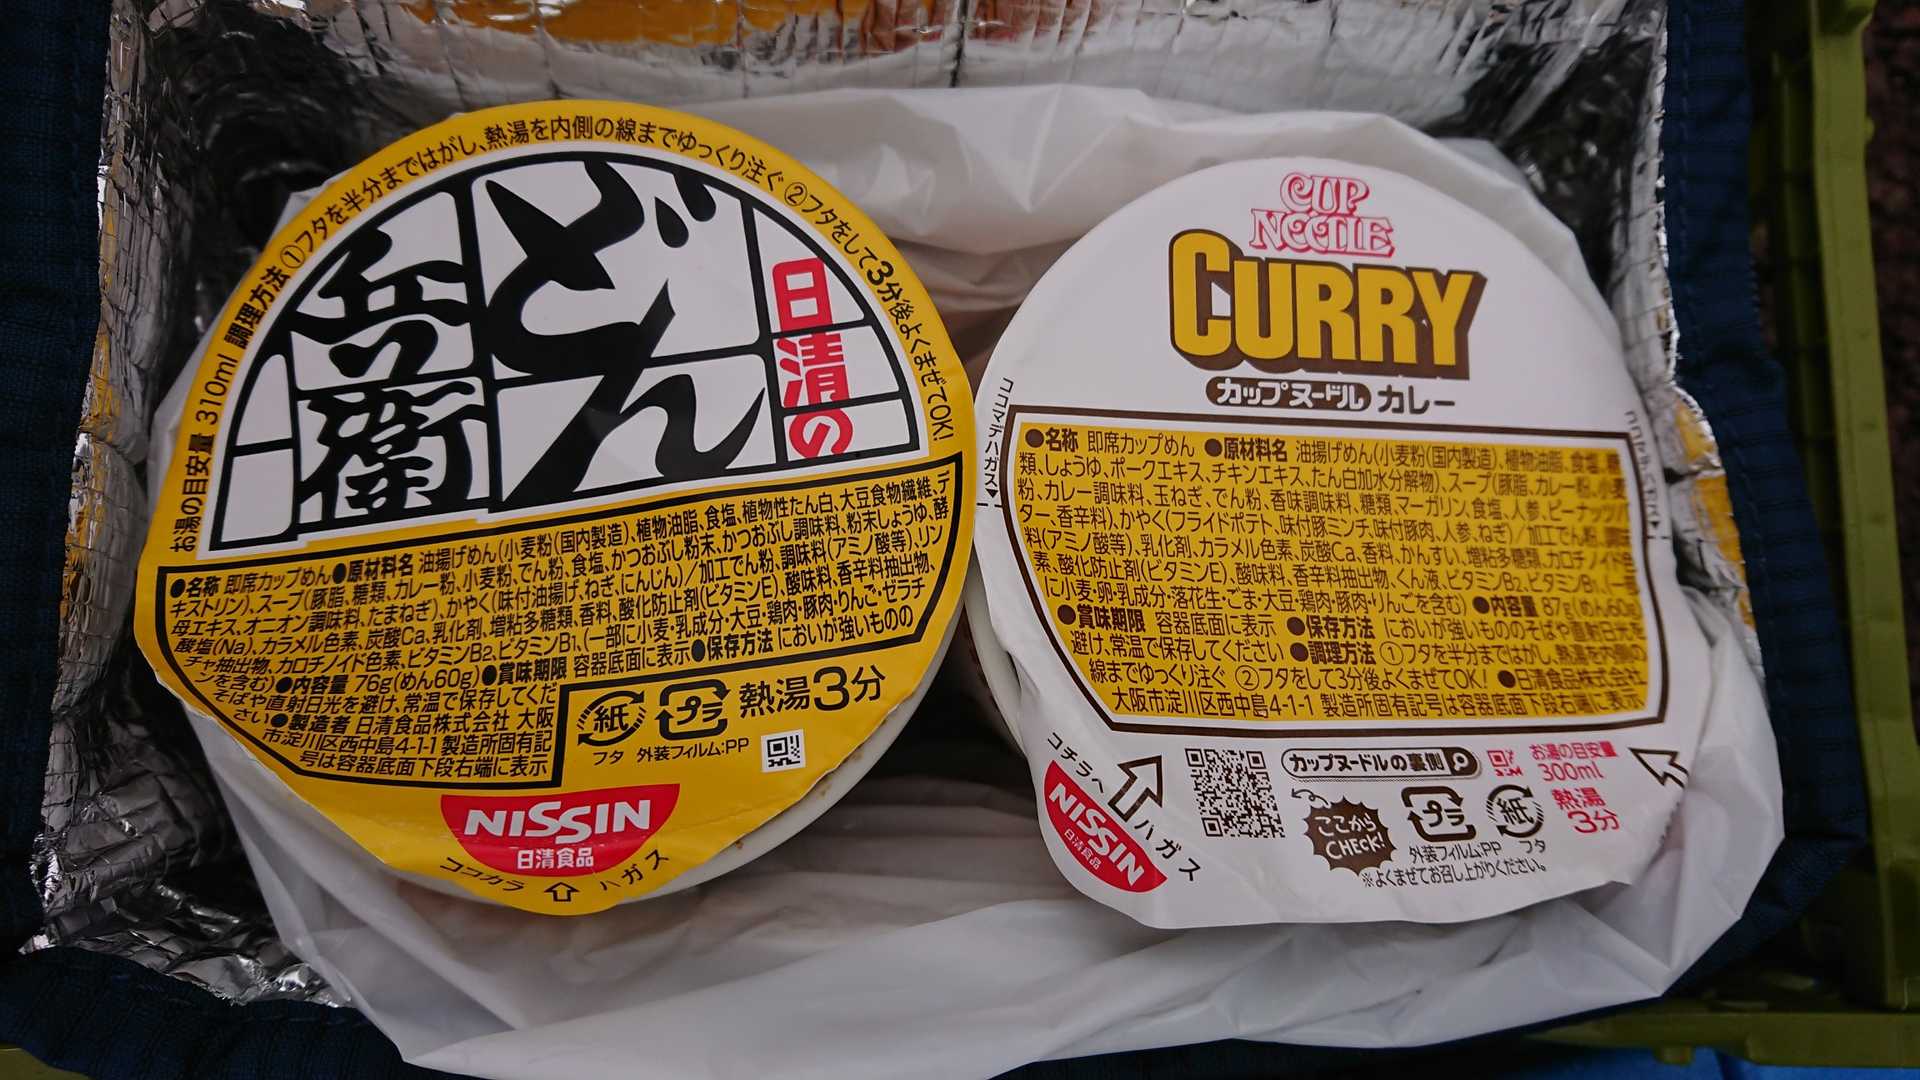 調理方法 ①フタを半分まではがし、熱湯を内側の線までゆっくり注ぐ ②フタをして3分後よくまぜてOK!
お湯の目安量 310ml
日清の
どん
兵衛
●名称 即席カップめん●原材料名 油揚げめん(小麦粉(国内製造)、植物油脂、食塩、植物性たん白、大豆食物繊維、デ
キストリン)、スープ(豚脂、糖類、カレー粉、小麦粉、でん粉、食塩、かつおぶし粉末、かつおぶし調味料、粉末しょうゆ、酵
母エキス、オニオン調味料、たまねぎ)、かやく(味付油揚げ、ねぎ、にんじん)/加工でん粉、調味料(アミノ酸等)、リン
酸塩(Na)、カラメル色素、炭酸Ca、乳化剤、増粘多糖類、香料、酸化防止剤(ビタミンE)、酸味料、香辛料抽出物、
チャ抽出物、カロチノイド色素、ビタミンB2、ビタミンB1、(一部に小麦・乳成分・大豆・鶏肉・豚肉・りんご・ゼラチ
ンを含む)●内容量 76g(めん60g)●賞味期限 容器底面に表示●保存方法 においが強いものの
そばや直射日光を避け、常温で保存してくだ
さい●製造者 日清食品株式会社 大阪
市淀川区西中島4-1-1 製造所固有記
号は容器底面下段右端に表示
紙
プラ
熱湯3分
フタ 外装フィルム:PP
NISSIN
日清食品
ココカラ ハガス
CUP
NOODLE
CURRY
カップヌードル カレー
ココマデハガス
●名称 即席カップめん ●原材料名 油揚げめん(小麦粉(国内製造)、植物油脂、食塩、糖
類、しょうゆ、ポークエキス、チキンエキス、たん白加水分解物)、スープ(豚脂、カレー粉、小麦
粉、カレー調味料、玉ねぎ、でん粉、香味調味料、糖類、マーガリン、食塩、人参、ピーナッツバ
ター、香辛料)、かやく(フライドポテト、味付豚ミンチ、味付豚肉、人参、ねぎ)/加工でん粉、調味
料(アミノ酸等)、乳化剤、カラメル色素、炭酸Ca、香料、かんすい、増粘多糖類、カロチノイド色
素、酸化防止剤(ビタミンE)、酸味料、香辛料抽出物、くん液、ビタミンB2、ビタミンB1、(一部
に小麦・卵・乳成分・落花生・ごま・大豆・鶏肉・豚肉・りんごを含む) ●内容量 87g(めん60g)
●賞味期限 容器底面に表示 ●保存方法 においが強いもののそばや直射日光を
避け、常温で保存してください ●調理方法 ①フタを半分まではがし、熱湯を内側の
線までゆっくり注ぐ ②フタをして3分後よくまぜてOK! ●日清食品株式会社
大阪市淀川区西中島4-1-1 製造所固有記号は容器底面下段右端に表示
ココマデハガス
コチラヘ ハガス
NISSIN
日清食品
カップヌードルの裏側
お湯の目安量
300ml
ここから
CHECK!
プラ
紙
熱湯
3分
外装フィルム:PP フタ
※よくまぜてお召し上がりください。